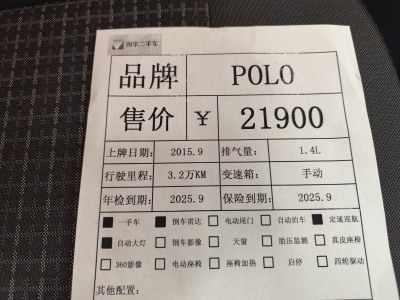 润享二手车
品牌 POLO
售价 ¥ 21900
上牌日期: 2015.9 排气量: 1.4L
行驶里程: 3.2万KM 变速箱: 手动
年检到期: 2025.9 保险到期: 2025.9
■ 一手车 ■ 倒车雷达 □ 电动尾门 □ 自动泊车 ■ 定速巡航
■ 自动大灯 □ 倒车影像 □ 天窗 □ 胎压监测 □ 真皮座椅
□ 360影像 □ 电动座椅 □ 座椅加热 □ 启停 □ 四轮驱动
其他配置: